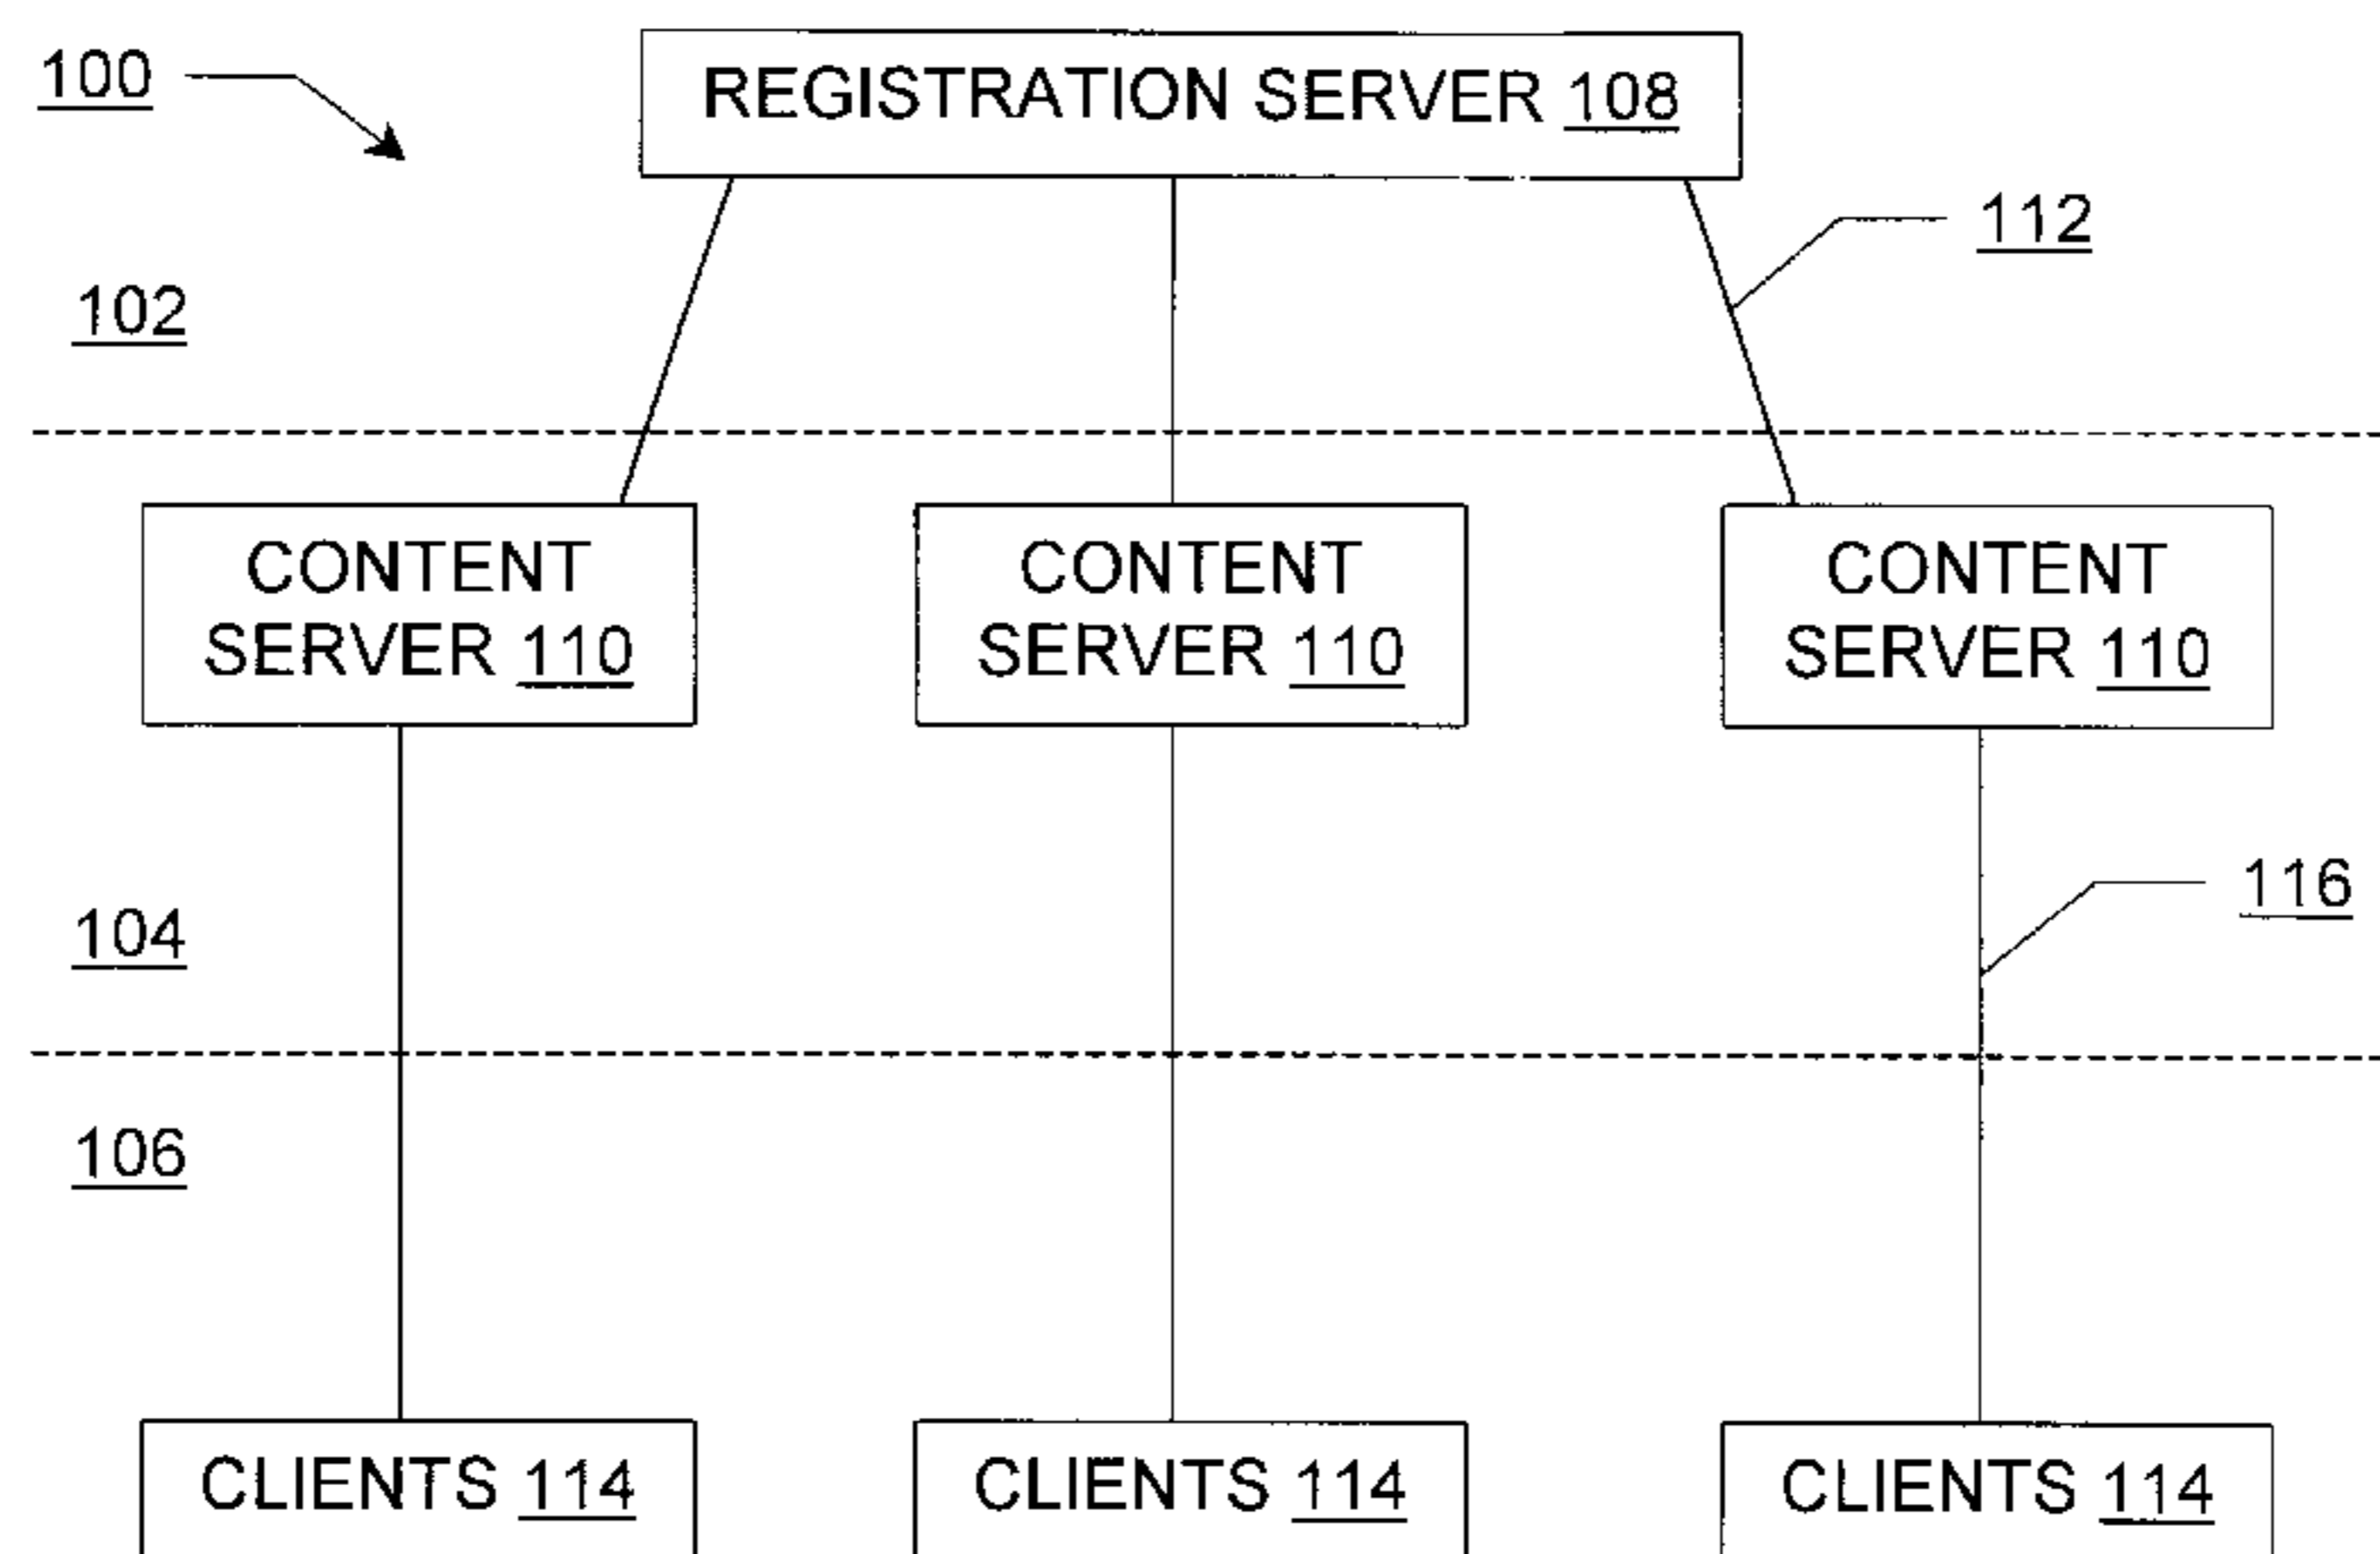 100
REGISTRATION SERVER 108
112
102
CONTENT
SERVER 110
CONTENT
SERVER 110
CONTENT
SERVER 110
116
104
106
CLIENTS 114
CLIENTS 114
CLIENTS 114